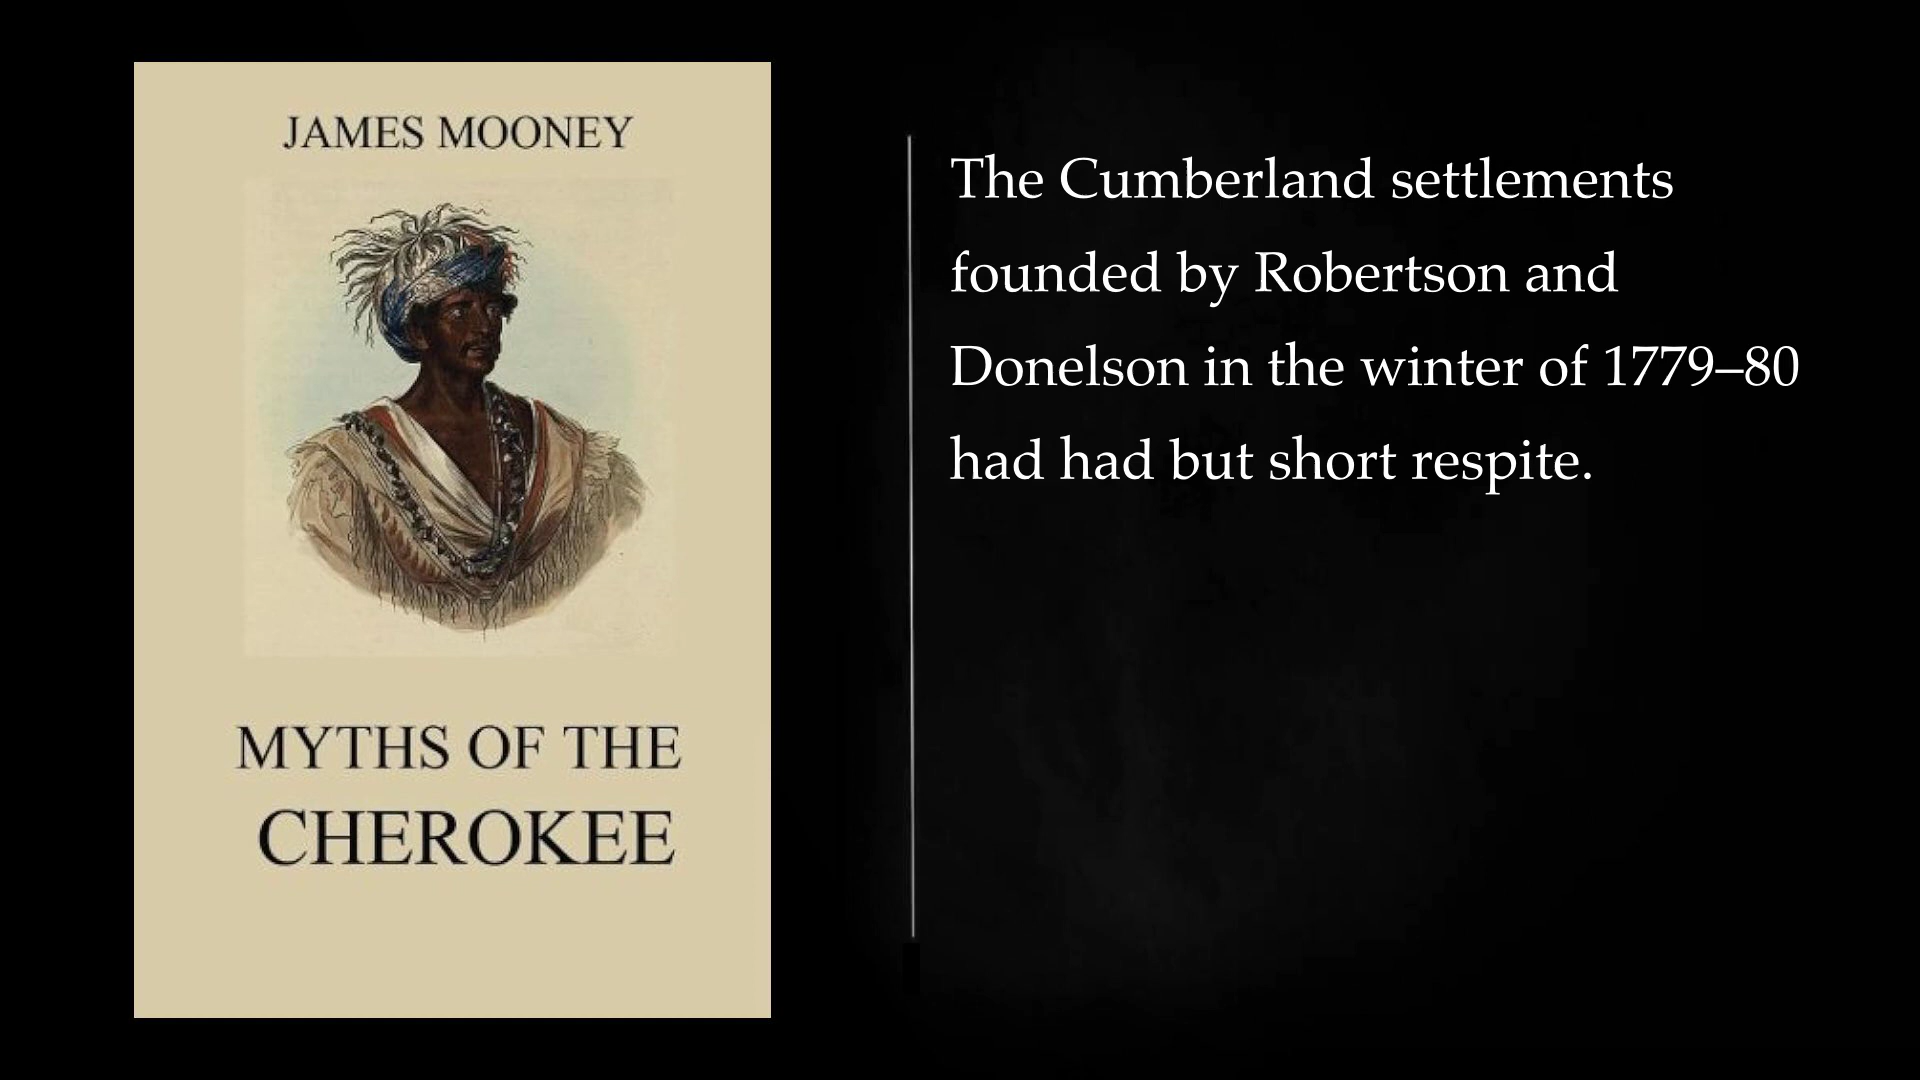 JAMES MOONEY
MYTHS OF THE
CHEROKEE
The Cumberland settlements
founded by Robertson and
Donelson in the winter of 1779–80
had had but short respite.